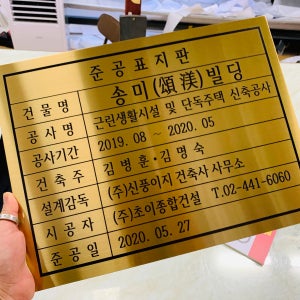 준공표지판
건물명 송미(頌渼)빌딩
공사명 근린생활시설 및 단독주택 신축공사
공사기간 2019. 08 ~ 2020. 05
건축주 김병훈·김명숙
설계감독 (주)신풍이지 건축사 사무소
시공자 (주)초이종합건설 T.02-441-6060
준공일 2020. 05. 27